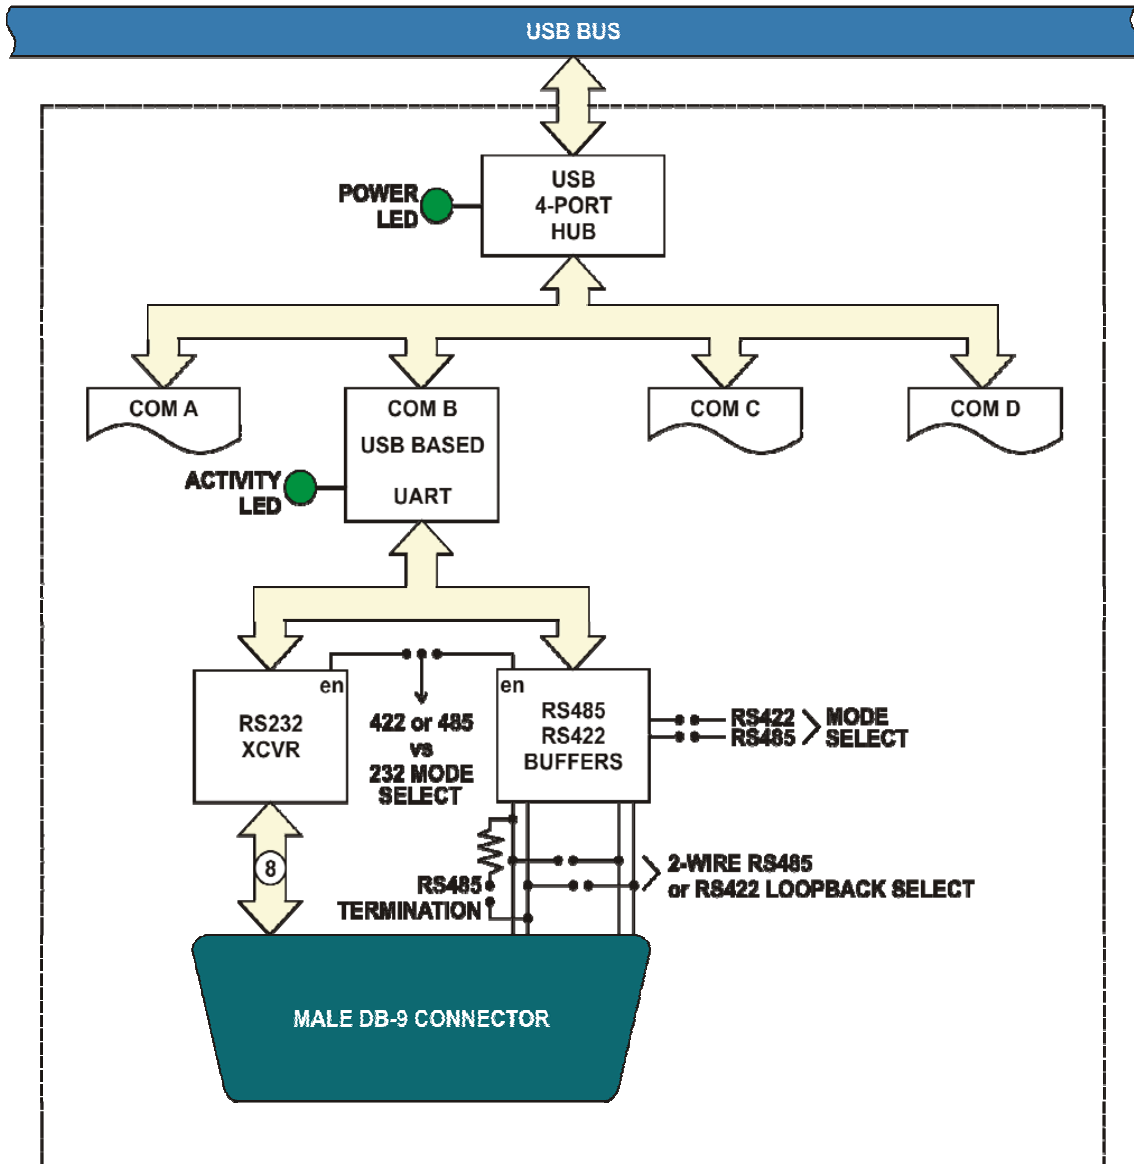 USB BUS
USB
4-PORT
HUB
POWER
LED
COM A
COM B
USB BASED
UART
COM C
COM D
ACTIVITY
LED
en
en
RS232
XCVR
422 or 485
vs
232 MODE
SELECT
RS485
RS422
BUFFERS
RS422
RS485
MODE
SELECT
8
RS485
TERMINATION
2-WIRE RS485
or RS422 LOOPBACK SELECT
MALE DB-9 CONNECTOR